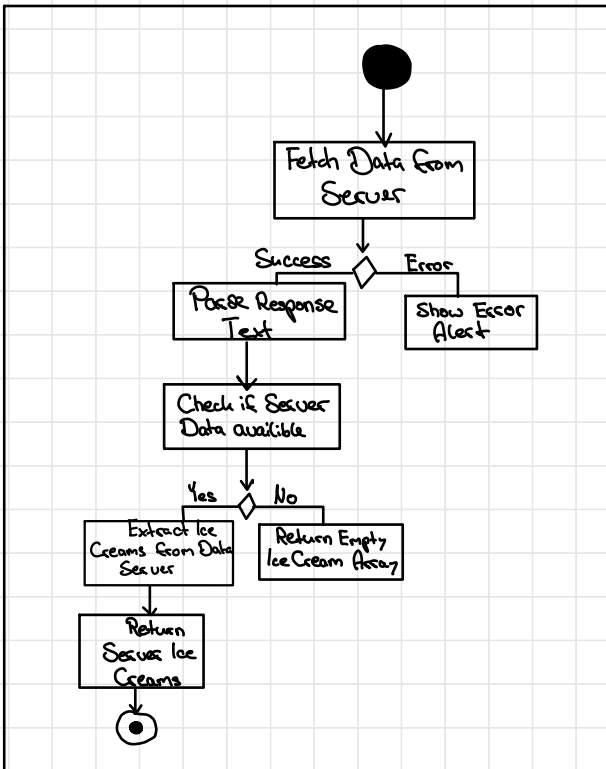 Fetch Data from
Server
Success
Error
Parse Response
Text
Show Error
Alert
Check if Server
Data availible
Yes
No
Extract Ice
Creams from Data
Server
Return Empty
Ice Cream Array
Return
Server Ice
Creams